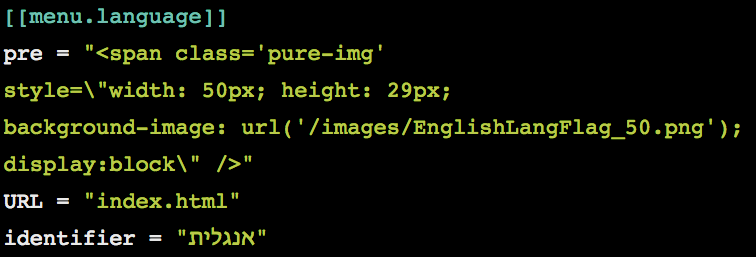 [[menu.language]]
pre = "<span class='pure-img'
style=\"width: 50px; height: 29px;
background-image: url('/images/EnglishLangFlag_50.png');
display:block\" />"
URL = "index.html"
identifier = "אנגלית"